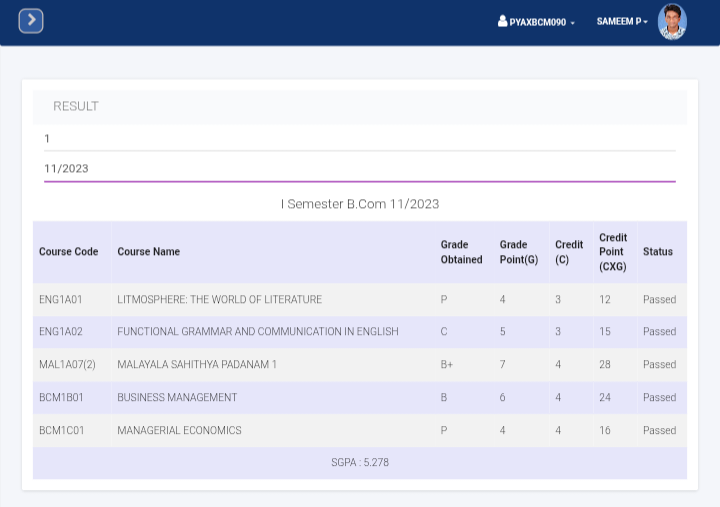 PYAXBCM090 SAMEEM P
RESULT
1
11/2023
I Semester B.Com 11/2023
Course Code Course Name Grade Obtained Grade Point(G) Credit (C) Credit Point (CXG) Status
ENG1A01 LITMOSPHERE: THE WORLD OF LITERATURE P 4 3 12 Passed
ENG1A02 FUNCTIONAL GRAMMAR AND COMMUNICATION IN ENGLISH C 5 3 15 Passed
MAL1A07(2) MALAYALA SAHITHYA PADANAM 1 B+ 7 4 28 Passed
BCM1B01 BUSINESS MANAGEMENT B 6 4 24 Passed
BCM1C01 MANAGERIAL ECONOMICS P 4 4 16 Passed
SGPA : 5.278